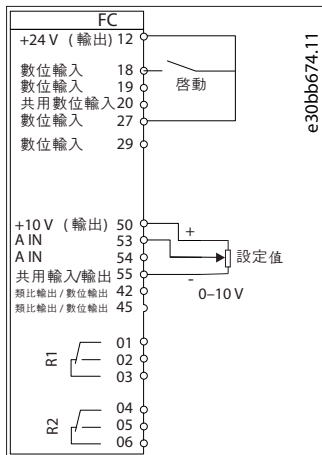 FC
+24 V (輸出) 12
數位輸入 18
數位輸入 19
共用數位輸入 20
數位輸入 27
數位輸入 29
啓動
+10 V (輸出) 50
A IN 53
A IN 54
共用輸入/輸出 55
類比輸出 / 數位輸出 42
類比輸出 / 數位輸出 45
+
設定值
-
0–10 V
R1
01
02
03
R2
04
05
06
e30bb674.11